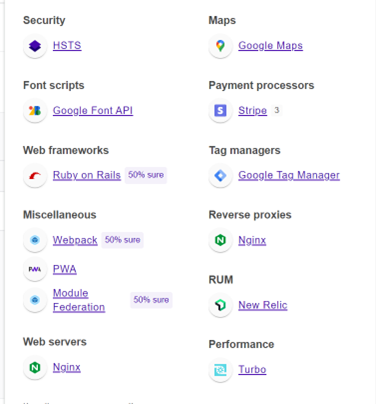 Security
HSTS
Font scripts
Google Font API
Web frameworks
Ruby on Rails 50% sure
Miscellaneous
Webpack 50% sure
PWA
Module
Federation 50% sure
Web servers
Nginx
Maps
Google Maps
Payment processors
Stripe 3
Tag managers
Google Tag Manager
Reverse proxies
Nginx
RUM
New Relic
Performance
Turbo